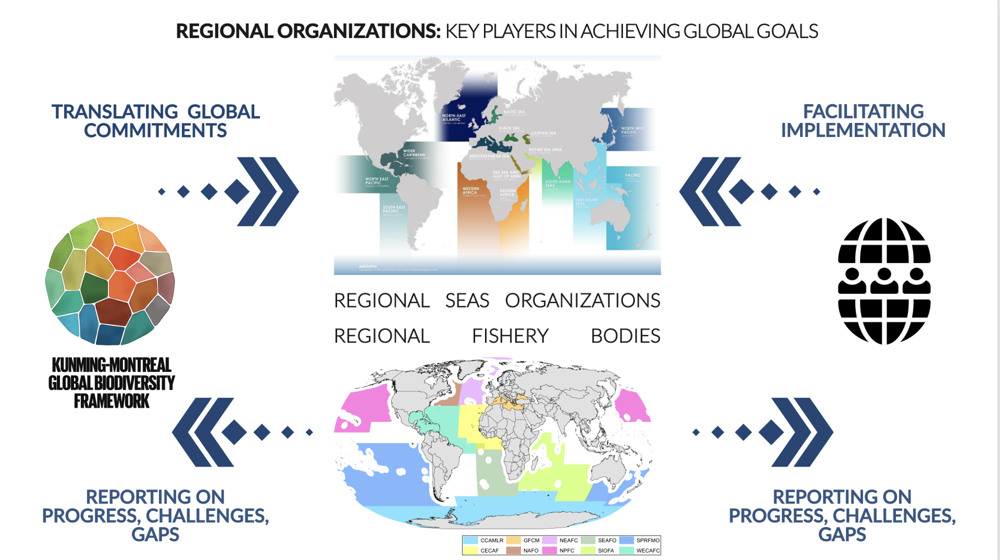 REGIONAL ORGANIZATIONS: KEY PLAYERS IN ACHIEVING GLOBAL GOALS
TRANSLATING GLOBAL
COMMITMENTS
FACILITATING
IMPLEMENTATION
NORTH-EAST
ATLANTIC
BALTIC SEA
BLACK SEA
CASPIAN SEA
NORTH WEST
PACIFIC
WIDER
CARIBBEAN
MEDITERRANEAN SEA
ROPME SEA AREA
NORTH EAST
PACIFIC
RED SEA AND
GULF OF ADEN
SOUTH ASIAN
SEAS
PACIFIC
WESTERN
AFRICA
EASTERN
AFRICA
EAST ASIAN
SEAS
SOUTH EAST
PACIFIC
ANTARTIC
REGIONAL SEAS ORGANIZATIONS
REGIONAL FISHERY BODIES
KUNMING-MONTREAL
GLOBAL BIODIVERSITY
FRAMEWORK
REPORTING ON
PROGRESS, CHALLENGES,
GAPS
REPORTING ON
PROGRESS, CHALLENGES,
GAPS
CCAMLR GFCM NEAFC SEAFO SPRFMO
CECAF NAFO NPFC SIOFA WECAFC